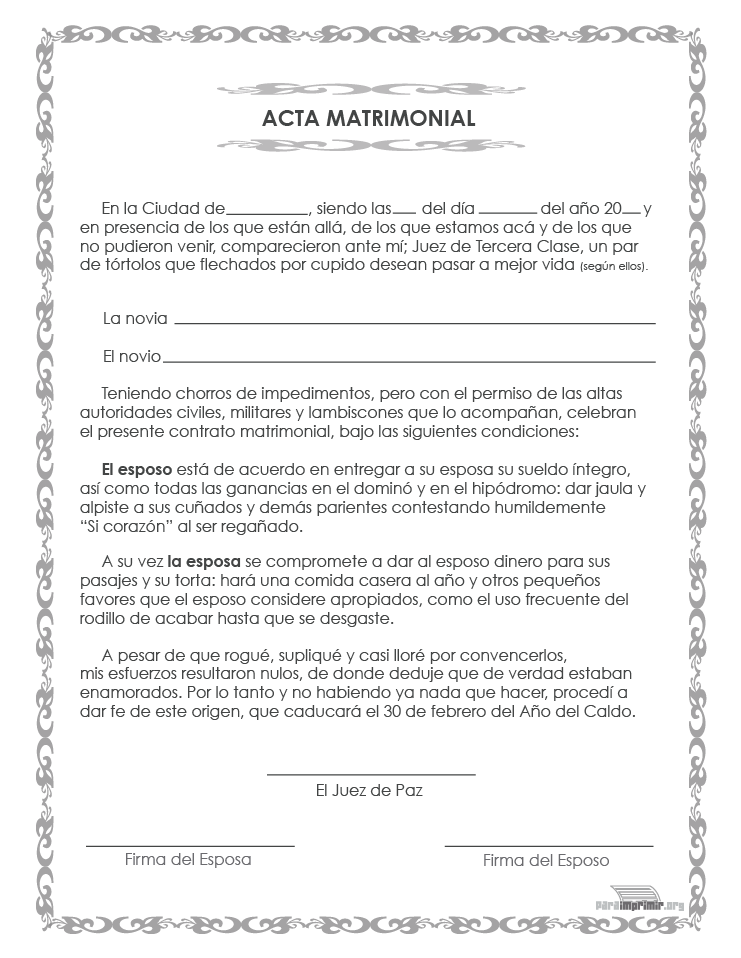 ACTA MATRIMONIAL
En la Ciudad de_________, siendo las___ del día _______ del año 20__ y
en presencia de los que están allá, de los que estamos acá y de los que
no pudieron venir, comparecieron ante mí; Juez de Tercera Clase, un par
de tórtolos que flechados por cupido desean pasar a mejor vida (según ellos).
La novia
El novio
Teniendo chorros de impedimentos, pero con el permiso de las altas
autoridades civiles, militares y lambiscones que lo acompañan, celebran
el presente contrato matrimonial, bajo las siguientes condiciones:
El esposo está de acuerdo en entregar a su esposa su sueldo íntegro,
así como todas las ganancias en el dominó y en el hipódromo: dar jaula y
alpiste a sus cuñados y demás parientes contestando humildemente
“Si corazón” al ser regañado.
A su vez la esposa se compromete a dar al esposo dinero para sus
pasajes y su torta: hará una comida casera al año y otros pequeños
favores que el esposo considere apropiados, como el uso frecuente del
rodillo de acabar hasta que se desgaste.
A pesar de que rogué, supliqué y casi lloré por convencerlos,
mis esfuerzos resultaron nulos, de donde deduje que de verdad estaban
enamorados. Por lo tanto y no habiendo ya nada que hacer, procedí a
dar fe de este origen, que caducará el 30 de febrero del Año del Caldo.
El Juez de Paz
Firma del Esposa
Firma del Esposo
paraimprimir.org